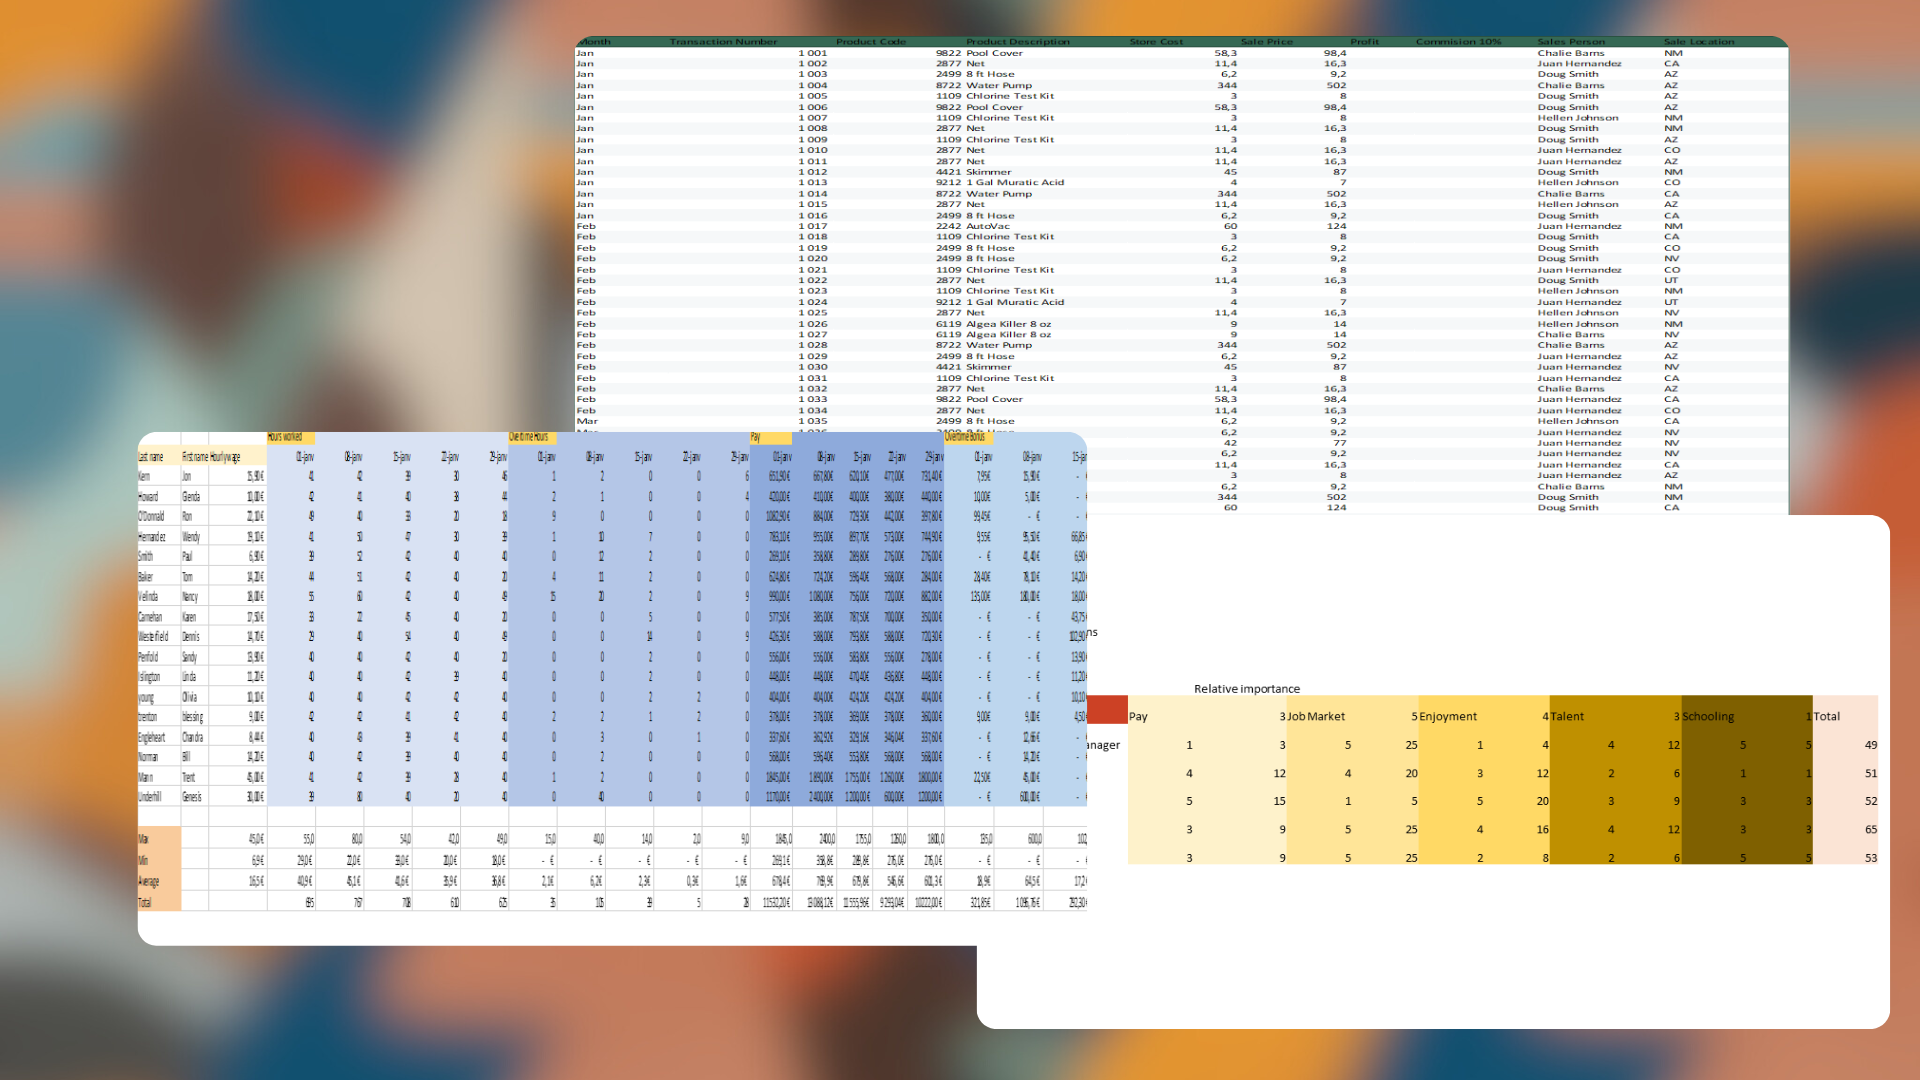 Month Transaction Number Product Code Product Description Store Cost Sale Price Profit Commision 10% Sales Person Sale Location
Jan 1 001 9822 Pool Cover 58,3 98,4 Chalie Barns NM
Jan 1 002 2877 Net 11,4 16,3 Juan Hernandez CA
Jan 1 003 2499 8 ft Hose 6,2 9,2 Doug Smith AZ
Jan 1 004 8722 Water Pump 344 502 Chalie Barns AZ
Jan 1 005 1109 Chlorine Test Kit 3 8 Doug Smith AZ
Jan 1 006 9822 Pool Cover 58,3 98,4 Doug Smith AZ
Jan 1 007 1109 Chlorine Test Kit 3 8 Hellen Johnson NM
Jan 1 008 2877 Net 11,4 16,3 Doug Smith NM
Jan 1 009 1109 Chlorine Test Kit 3 8 Doug Smith AZ
Jan 1 010 2877 Net 11,4 16,3 Juan Hernandez CO
Jan 1 011 2877 Net 11,4 16,3 Juan Hernandez AZ
Jan 1 012 4421 Skimmer 45 87 Doug Smith NM
Jan 1 013 9212 1 Gal Muratic Acid 4 7 Hellen Johnson CO
Jan 1 014 8722 Water Pump 344 502 Chalie Barns CA
Jan 1 015 2877 Net 11,4 16,3 Hellen Johnson AZ
Jan 1 016 2499 8 ft Hose 6,2 9,2 Doug Smith CA
Feb 1 017 2242 AutoVac 60 124 Juan Hernandez NM
Feb 1 018 1109 Chlorine Test Kit 3 8 Doug Smith CA
Feb 1 019 2499 8 ft Hose 6,2 9,2 Doug Smith CO
Feb 1 020 2499 8 ft Hose 6,2 9,2 Doug Smith NV
Feb 1 021 1109 Chlorine Test Kit 3 8 Juan Hernandez CO
Feb 1 022 2877 Net 11,4 16,3 Doug Smith UT
Feb 1 023 1109 Chlorine Test Kit 3 8 Hellen Johnson NM
Feb 1 024 9212 1 Gal Muratic Acid 4 7 Juan Hernandez UT
Feb 1 025 2877 Net 11,4 16,3 Hellen Johnson NV
Feb 1 026 6119 Algea Killer 8 oz 9 14 Hellen Johnson NM
Feb 1 027 6119 Algea Killer 8 oz 9 14 Chalie Barns NV
Feb 1 028 8722 Water Pump 344 502 Chalie Barns AZ
Feb 1 029 2499 8 ft Hose 6,2 9,2 Juan Hernandez AZ
Feb 1 030 4421 Skimmer 45 87 Juan Hernandez NV
Feb 1 031 1109 Chlorine Test Kit 3 8 Juan Hernandez CA
Feb 1 032 2877 Net 11,4 16,3 Chalie Barns AZ
Feb 1 033 9822 Pool Cover 58,3 98,4 Juan Hernandez CA
Feb 1 034 2877 Net 11,4 16,3 Juan Hernandez CO
Mar 1 035 2499 8 ft Hose 6,2 9,2 Hellen Johnson CA
6,2 9,2 Juan Hernandez NV
42 77 Juan Hernandez NV
6,2 9,2 Juan Hernandez NV
11,4 16,3 Juan Hernandez CA
3 8 Juan Hernandez AZ
6,2 9,2 Chalie Barns NM
344 502 Doug Smith NM
60 124 Doug Smith CA
Hours worked Overtime Hours Pay Overtime Bonus
Last name First name Hourly wage 01-janv 08-janv 15-janv 22-janv 29-janv 01-janv 08-janv 15-janv 22-janv 29-janv 01-janv 08-janv 15-janv 22-janv 29-janv 01-janv 08-janv
Kern Jon 15,90 € 41 42 39 30 46 1 2 0 0 6 651,90 € 667,80 € 620,10 € 477,00 € 731,40 € 7,95 € 15,90 € -
Howard Glenda 10,00 € 42 41 40 38 44 2 1 0 0 4 420,00 € 410,00 € 400,00 € 380,00 € 440,00 € 10,00 € 5,00 € -
O'Donnald Ron 22,10 € 49 40 33 20 18 9 0 0 0 0 1082,90 € 884,00 € 729,30 € 442,00 € 397,80 € 99,45 € - € -
Hernandez Wendy 19,10 € 41 50 47 30 39 1 10 7 0 0 783,10 € 955,00 € 897,70 € 573,00 € 744,90 € 9,55 € 95,50 € 66,85
Smith Paul 6,90 € 39 52 42 40 40 0 12 2 0 0 269,10 € 358,80 € 289,80 € 276,00 € 276,00 € - € 41,40 € 6,90
Baker Tom 14,20 € 44 51 42 40 20 4 11 2 0 0 624,80 € 724,20 € 596,40 € 568,00 € 284,00 € 28,40 € 78,10 € 14,20
Velinda Nancy 18,00 € 55 60 42 40 49 15 20 2 0 9 990,00 € 1 080,00 € 756,00 € 720,00 € 882,00 € 135,00 € 180,00 € 18,00
Carnehan Karen 17,50 € 33 22 45 40 20 0 0 5 0 0 577,50 € 385,00 € 787,50 € 700,00 € 350,00 € - € - € 43,75
Westerfield Dennis 14,70 € 29 40 54 40 49 0 0 14 0 9 426,30 € 588,00 € 793,80 € 588,00 € 720,30 € - € - € 102,90
Penfold Sandy 13,90 € 40 40 42 40 20 0 0 2 0 0 556,00 € 556,00 € 583,80 € 556,00 € 278,00 € - € - € 13,90
Islington Linda 11,20 € 40 40 42 39 40 0 0 2 0 0 448,00 € 448,00 € 470,40 € 436,80 € 448,00 € - € - € 11,20
young Olivia 10,10 € 40 40 42 42 40 0 0 2 2 0 404,00 € 404,00 € 424,20 € 424,20 € 404,00 € - € - € 10,10
trenton blessing 9,00 € 42 42 41 42 40 2 2 1 2 0 378,00 € 378,00 € 369,00 € 378,00 € 360,00 € 9,00 € 9,00 € 4,50
Engleheart Chandra 8,44 € 40 43 39 41 40 0 3 0 1 0 337,60 € 362,92 € 329,16 € 346,04 € 337,60 € - € 12,66 € -
Norman Bill 14,20 € 40 42 39 40 40 0 2 0 0 0 568,00 € 596,40 € 553,80 € 568,00 € 568,00 € - € 14,20 € -
Mann Trent 45,00 € 41 42 39 28 40 1 2 0 0 0 1845,00 € 1 890,00 € 1 755,00 € 1 260,00 € 1800,00 € 22,50 € 45,00 € -
Underhill Genesis 30,00 € 39 80 40 20 40 0 40 0 0 0 1170,00 € 2 400,00 € 1 200,00 € 600,00 € 1200,00 € - € 600,00 € -
Max 45,0 € 55,0 80,0 54,0 42,0 49,0 15,0 40,0 14,0 2,0 9,0 1845,0 2400,0 1755,0 1260,0 1800,0 135,0 600,0 102,
Min 6,9 € 29,0 € 22,0 € 33,0 € 20,0 € 18,0 € - € - € - € - € - € 269,1 € 358,8 € 289,8 € 276,0 € 276,0 € - € - € -
Average 16,5 € 40,9 € 45,1 € 41,6 € 35,9 € 36,8 € 2,1 € 6,2 € 2,3 € 0,3 € 1,6 € 678,4 € 769,9 € 679,8 € 546,6 € 601,3 € 18,9 € 64,5 € 17,2
Total 695 767 708 610 625 35 105 39 5 28 11532,20 € 13 088,12 € 11 555,96 € 9 293,04 € 10222,00 € 321,85 € 1 096,76 € 292,30
ns
Relative importance
Pay 3 Job Market 5 Enjoyment 4 Talent 3 Schooling 1 Total
anager 1 3 5 25 1 4 4 12 5 5 49
4 12 4 20 3 12 2 6 1 1 51
5 15 1 5 5 20 3 9 3 3 52
3 9 5 25 4 16 4 12 3 3 65
3 9 5 25 2 8 2 6 5 5 53